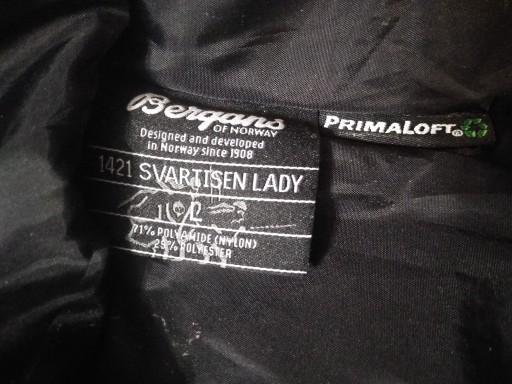 Bergans
OF NORWAY
Designed and developed
in Norway since 1908
1421 SVARTISEN LADY
71% POLYAMIDE (NYLON)
29% POLYESTER
PRIMALOFT®